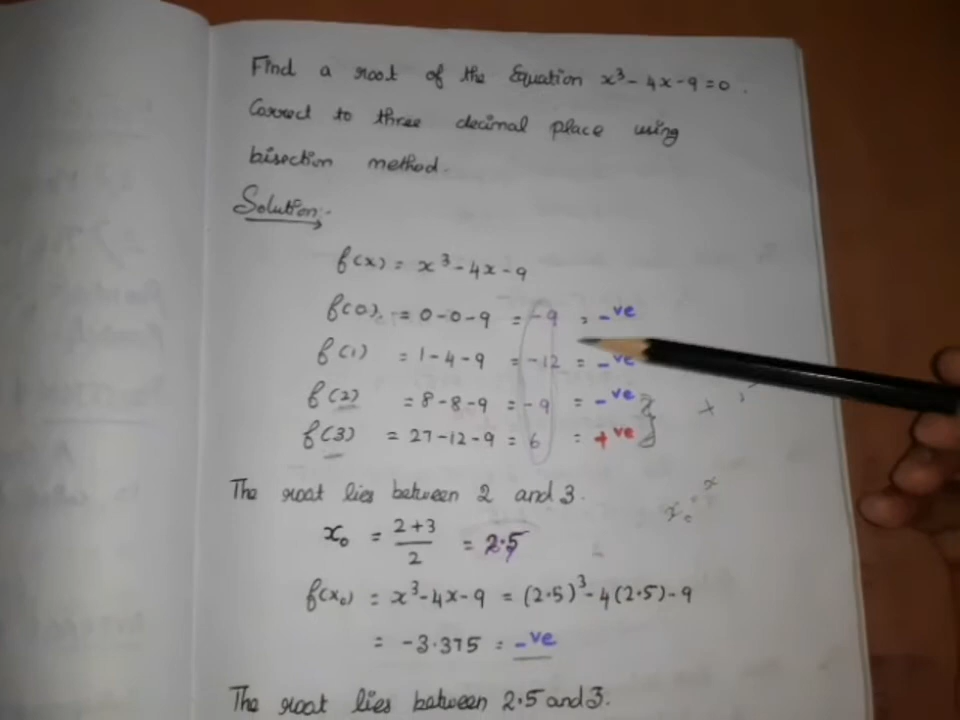 Find a root of the Equation x³ - 4x - 9 = 0.
Correct to three decimal place using
bisection method.
Solution:-
f(x) = x³ - 4x - 9
f(0) = 0 - 0 - 9 = -9 = -ve
f(1) = 1 - 4 - 9 = -12 = -ve
f(2) = 8 - 8 - 9 = -9 = -ve
f(3) = 27 - 12 - 9 = 6 = +ve
The root lies between 2 and 3.
x₀ = (2+3)/2 = 2.5
f(x₀) = x³ - 4x - 9 = (2.5)³ - 4(2.5) - 9
= -3.375 = -ve
The root lies between 2.5 and 3.